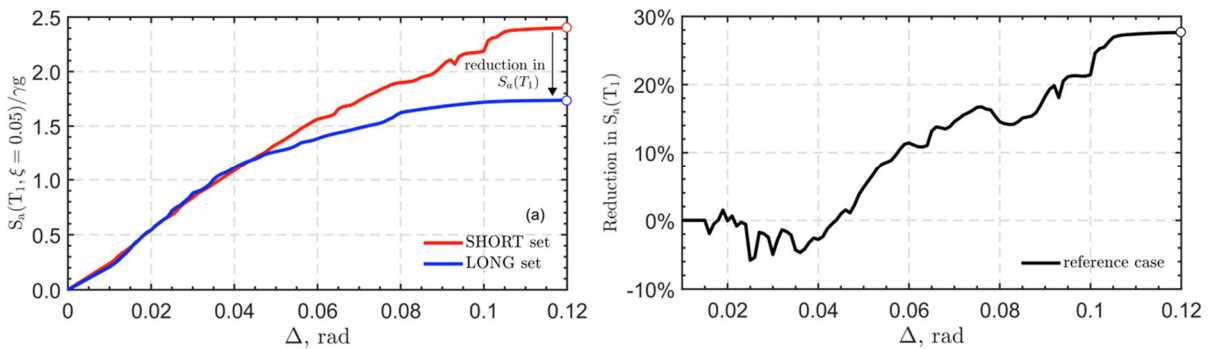 2.5
2.0
1.5
1.0
0.5
0.0
Sa(T1, ξ = 0.05)/γg
reduction in
Sa(T1)
(a)
SHORT set
LONG set
0 0.02 0.04 0.06 0.08 0.10 0.12
Δ, rad
30%
20%
10%
0%
-10%
Reduction in Sa(T1)
reference case
0.02 0.04 0.06 0.08 0.1 0.12
Δ, rad